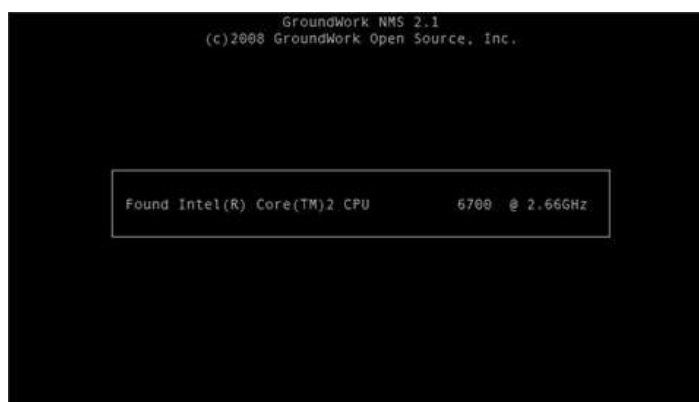 GroundWork NMS 2.1
(c)2008 GroundWork Open Source, Inc.
Found Intel(R) Core(TM)2 CPU 6700 @ 2.66GHz